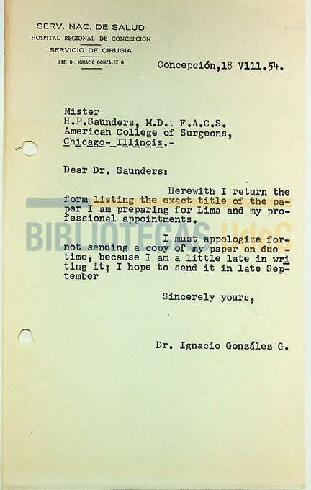 SERV. NAC. DE SALUD
HOSPITAL REGIONAL DE CONCEPCION
SERVICIO DE CIRUGIA
JEFE D. IGNACIO GONZALEZ G.
Concepción,18 VIII.54.
Mister
H.P.Saunders, M.D.: F.A.C.S.
American College of Surgeons,
Chicago- Illinois.-
Dear Dr. Saunders:
Herewith I return the
form listing the exact title of the pa-
per I am preparing for Lima and my pro-
fessional appointments.
I must appologize for-
not sending a copy of my paper on due -
time, because I am a little late in wri
ting it; I hope to send it in late Sep-
tember
Sincerely yours,
Dr. Ignacio González G.
BIBLIOTECAS UdeC